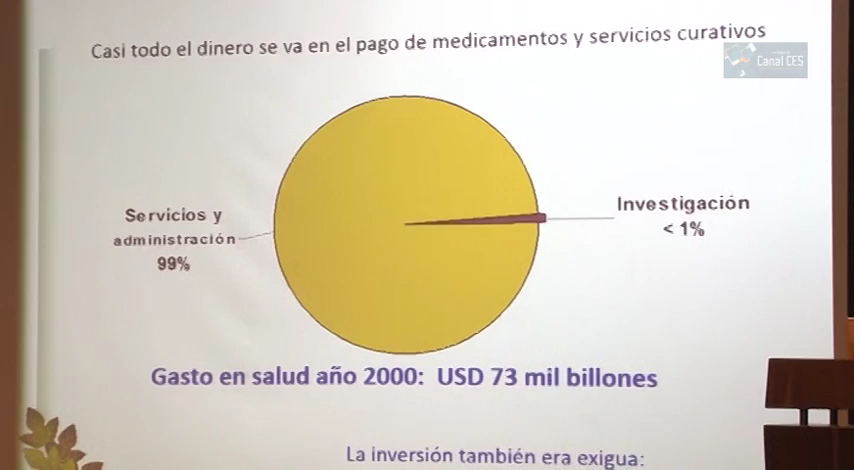 Casi todo el dinero se va en el pago de medicamentos y servicios curativos
Canal CES
Servicios y
administración
99%
Investigación
< 1%
Gasto en salud año 2000: USD 73 mil billones
La inversión también era exigua: